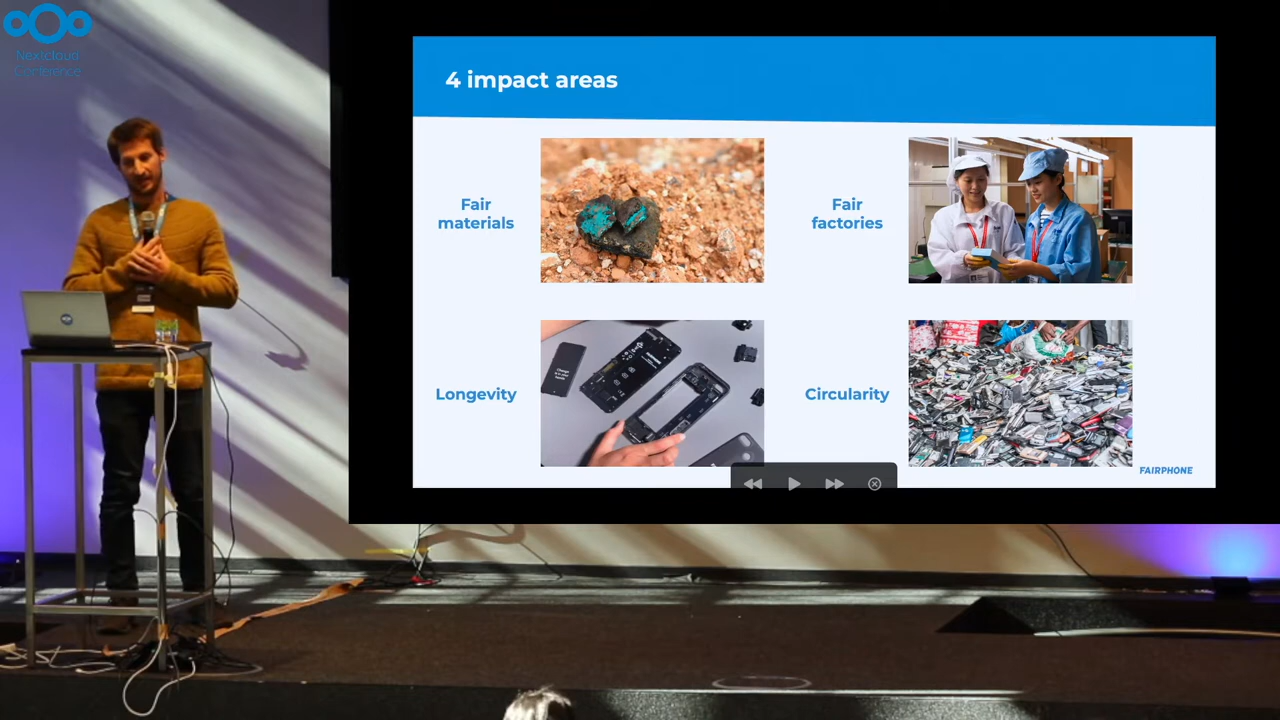 Nextcloud
Conference
4 impact areas
Fair
materials
Fair
factories
Longevity
Circularity
FAIRPHONE